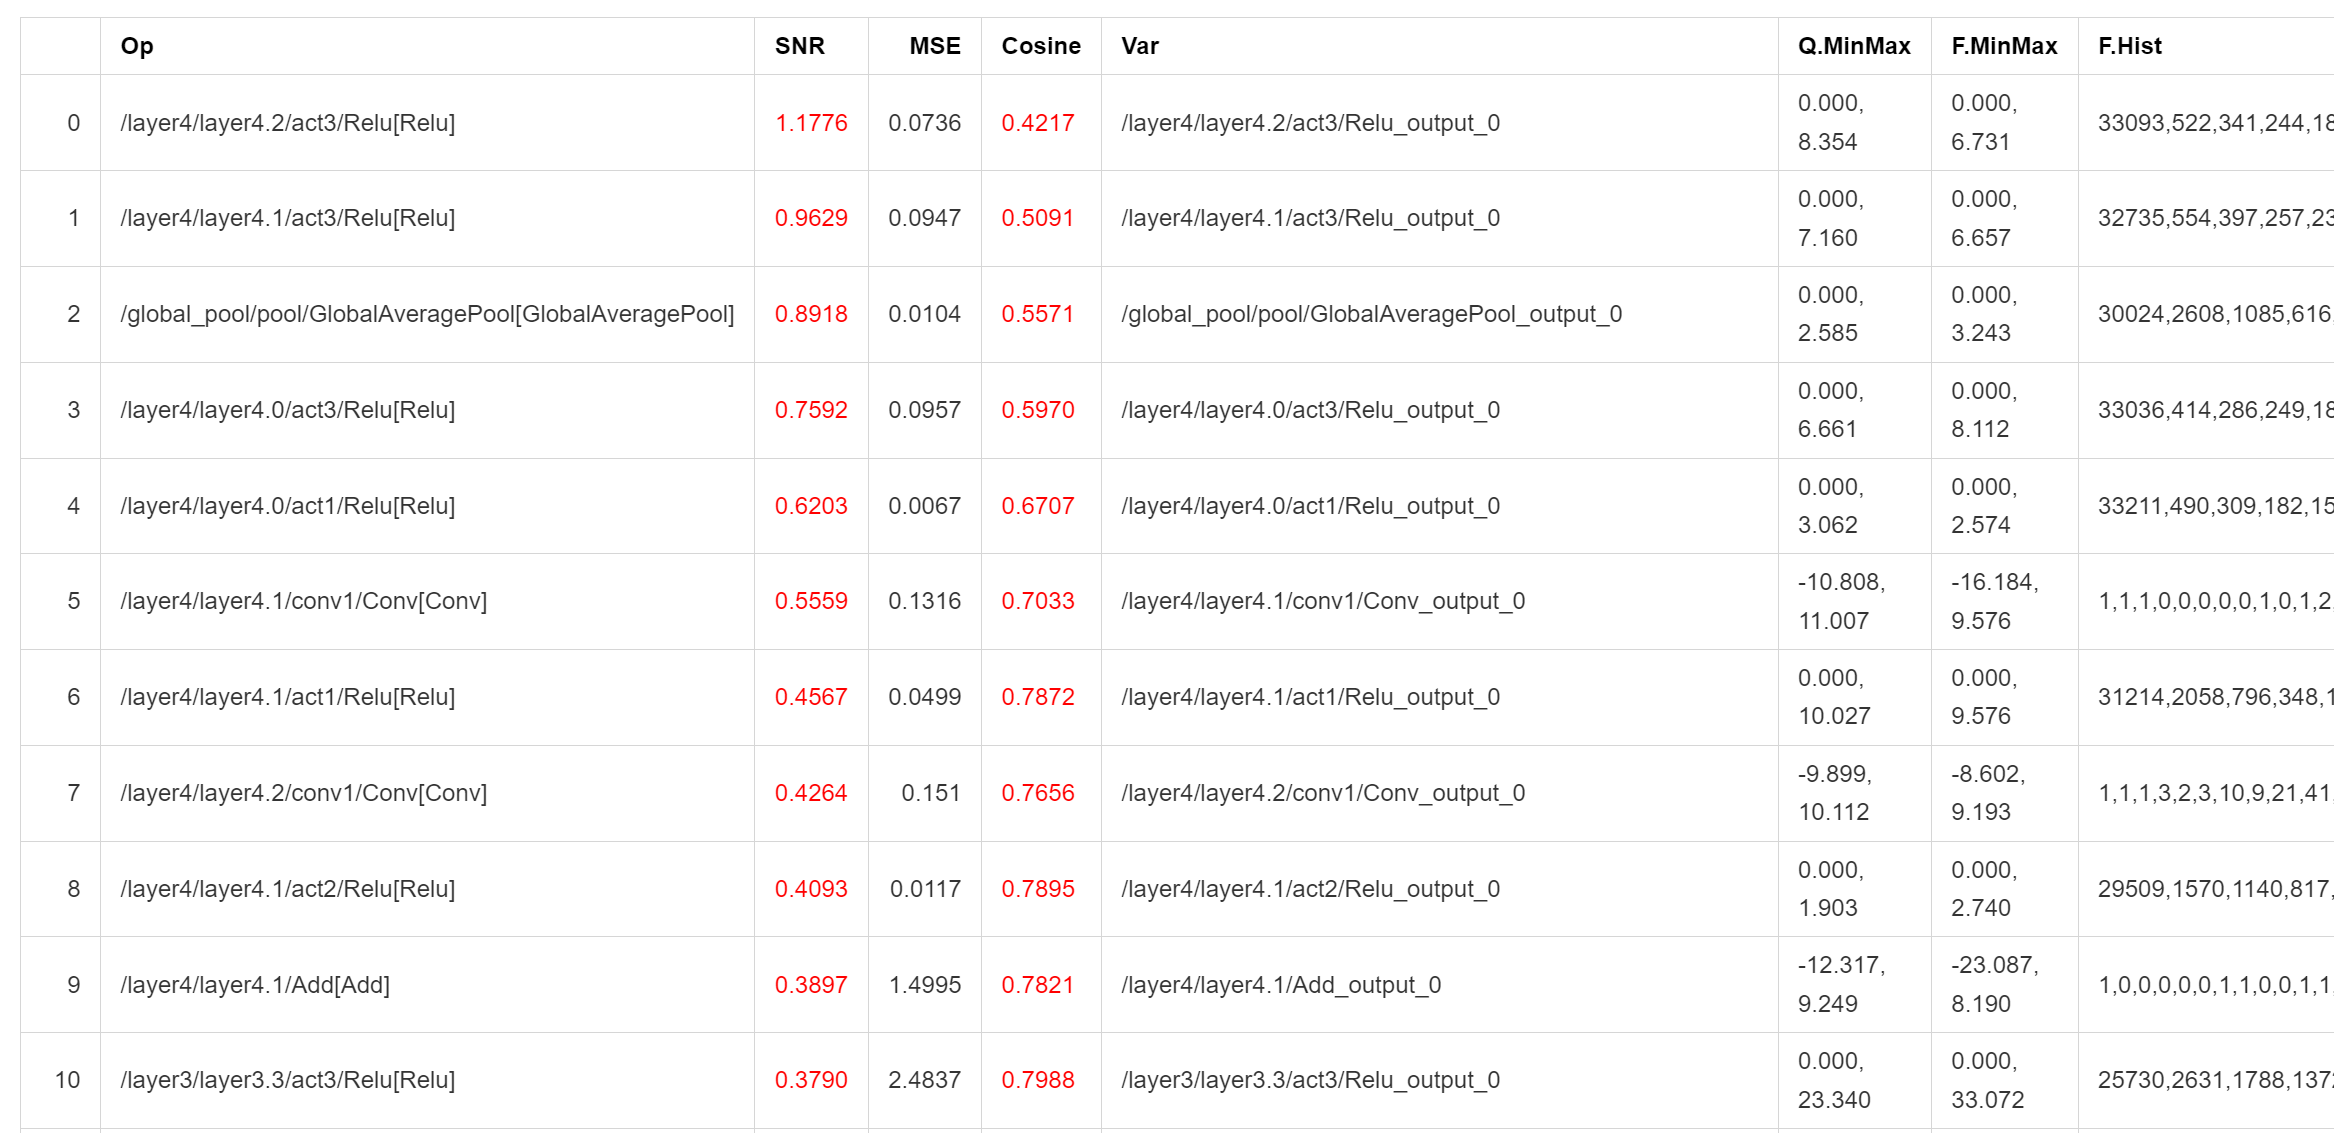 Op SNR MSE Cosine Var Q.MinMax F.MinMax F.Hist
0 /layer4/layer4.2/act3/Relu[Relu] 1.1776 0.0736 0.4217 /layer4/layer4.2/act3/Relu_output_0 0.000, 8.354 0.000, 6.731 33093,522,341,244,18
1 /layer4/layer4.1/act3/Relu[Relu] 0.9629 0.0947 0.5091 /layer4/layer4.1/act3/Relu_output_0 0.000, 7.160 0.000, 6.657 32735,554,397,257,23
2 /global_pool/pool/GlobalAveragePool[GlobalAveragePool] 0.8918 0.0104 0.5571 /global_pool/pool/GlobalAveragePool_output_0 0.000, 2.585 0.000, 3.243 30024,2608,1085,616,
3 /layer4/layer4.0/act3/Relu[Relu] 0.7592 0.0957 0.5970 /layer4/layer4.0/act3/Relu_output_0 0.000, 6.661 0.000, 8.112 33036,414,286,249,18
4 /layer4/layer4.0/act1/Relu[Relu] 0.6203 0.0067 0.6707 /layer4/layer4.0/act1/Relu_output_0 0.000, 3.062 0.000, 2.574 33211,490,309,182,15
5 /layer4/layer4.1/conv1/Conv[Conv] 0.5559 0.1316 0.7033 /layer4/layer4.1/conv1/Conv_output_0 -10.808, 11.007 -16.184, 9.576 1,1,1,0,0,0,0,0,1,0,1,2,
6 /layer4/layer4.1/act1/Relu[Relu] 0.4567 0.0499 0.7872 /layer4/layer4.1/act1/Relu_output_0 0.000, 10.027 0.000, 9.576 31214,2058,796,348,1
7 /layer4/layer4.2/conv1/Conv[Conv] 0.4264 0.151 0.7656 /layer4/layer4.2/conv1/Conv_output_0 -9.899, 10.112 -8.602, 9.193 1,1,1,3,2,3,10,9,21,41,
8 /layer4/layer4.1/act2/Relu[Relu] 0.4093 0.0117 0.7895 /layer4/layer4.1/act2/Relu_output_0 0.000, 1.903 0.000, 2.740 29509,1570,1140,817,
9 /layer4/layer4.1/Add[Add] 0.3897 1.4995 0.7821 /layer4/layer4.1/Add_output_0 -12.317, 9.249 -23.087, 8.190 1,0,0,0,0,0,1,1,0,0,1,1,
10 /layer3/layer3.3/act3/Relu[Relu] 0.3790 2.4837 0.7988 /layer3/layer3.3/act3/Relu_output_0 0.000, 23.340 0.000, 33.072 25730,2631,1788,1372